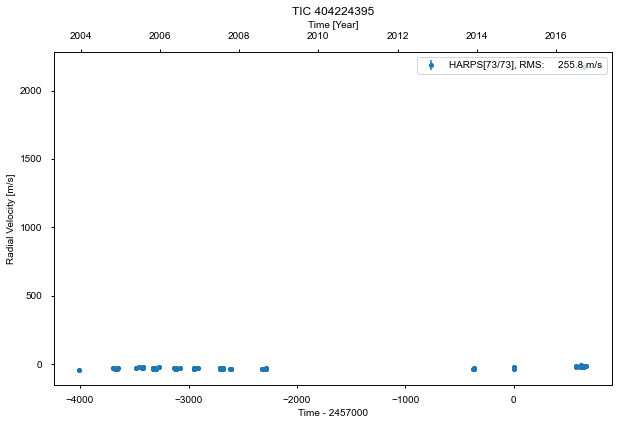 TIC 404224395
Time [Year]
2004 2006 2007 2008 2010 2012 2014 2016
HARPS[73/73], RMS: 255.8 m/s
Radial Velocity [m/s]
2000
1500
1000
500
0
−4000 −3000 −2000 −1000 0
Time - 2457000